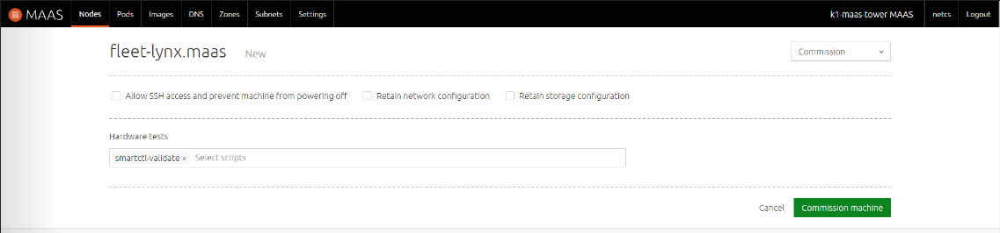 MAAS Nodes Pods Images DNS Zones Subnets Settings k1-maas-tower MAAS netcs Logout
fleet-lynx.maas New Commission
Allow SSH access and prevent machine from powering off Retain network configuration Retain storage configuration
Hardware tests
smartctl-validate × Select scripts
Cancel Commission machine